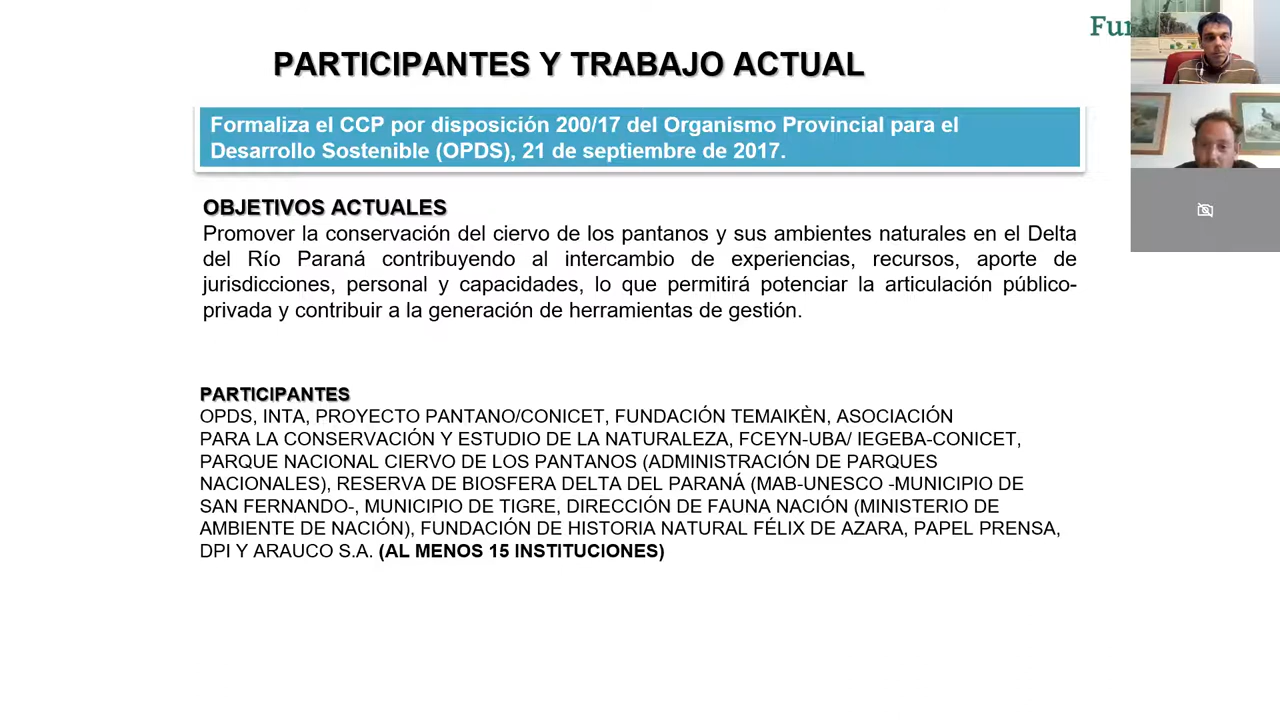 PARTICIPANTES Y TRABAJO ACTUAL
Formaliza el CCP por disposición 200/17 del Organismo Provincial para el
Desarrollo Sostenible (OPDS), 21 de septiembre de 2017.
OBJETIVOS ACTUALES
Promover la conservación del ciervo de los pantanos y sus ambientes naturales en el Delta
del Río Paraná contribuyendo al intercambio de experiencias, recursos, aporte de
jurisdicciones, personal y capacidades, lo que permitirá potenciar la articulación público-
privada y contribuir a la generación de herramientas de gestión.
PARTICIPANTES
OPDS, INTA, PROYECTO PANTANO/CONICET, FUNDACIÓN TEMAIKÈN, ASOCIACIÓN
PARA LA CONSERVACIÓN Y ESTUDIO DE LA NATURALEZA, FCEYN-UBA/ IEGEBA-CONICET,
PARQUE NACIONAL CIERVO DE LOS PANTANOS (ADMINISTRACIÓN DE PARQUES
NACIONALES), RESERVA DE BIOSFERA DELTA DEL PARANÁ (MAB-UNESCO -MUNICIPIO DE
SAN FERNANDO-, MUNICIPIO DE TIGRE, DIRECCIÓN DE FAUNA NACIÓN (MINISTERIO DE
AMBIENTE DE NACIÓN), FUNDACIÓN DE HISTORIA NATURAL FÉLIX DE AZARA, PAPEL PRENSA,
DPI Y ARAUCO S.A. (AL MENOS 15 INSTITUCIONES)